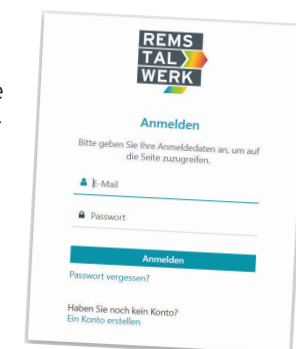 REMS
TAL
WERK
Anmelden
Bitte geben Sie Ihre Anmeldedaten an, um auf
die Seite zuzugreifen.
E-Mail
Passwort
Anmelden
Passwort vergessen?
Haben Sie noch kein Konto?
Ein Konto erstellen